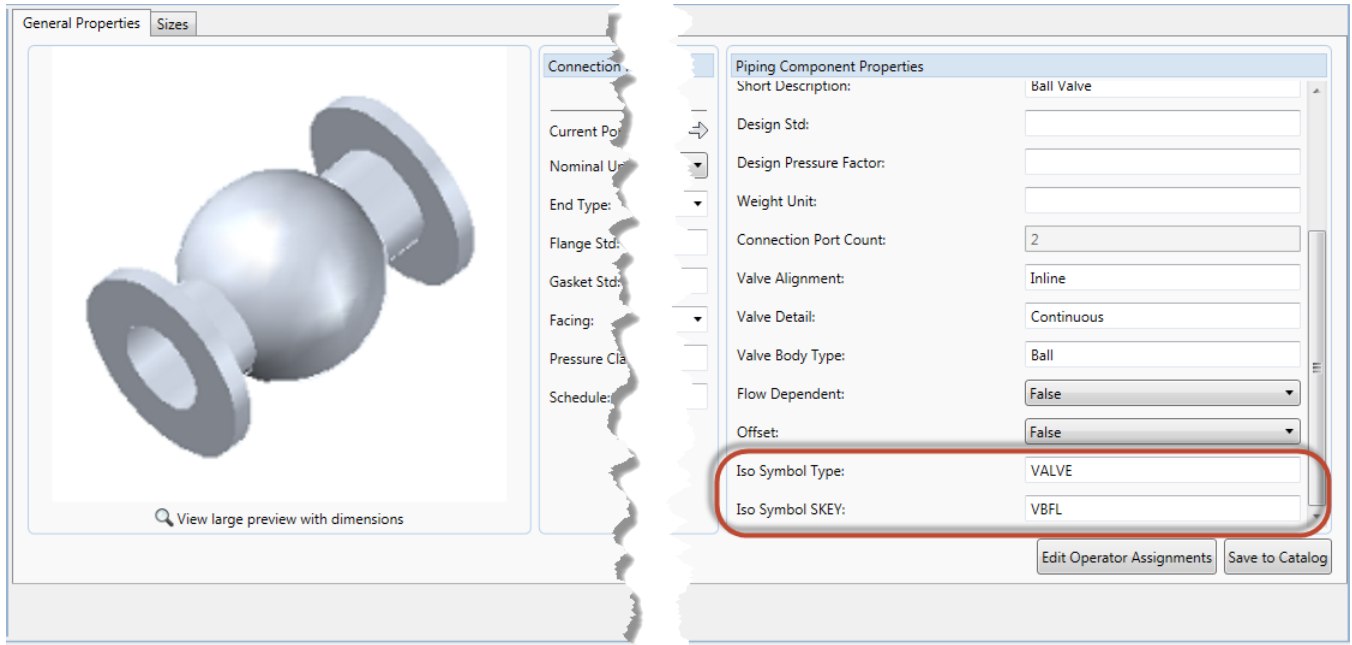 General Properties
Sizes
View large preview with dimensions
Connection
Current
Nominal
End Type:
Flange Std:
Gasket Std:
Facing:
Pressure
Schedule:
Piping Component Properties
Short Description: Ball Valve
Design Std:
Design Pressure Factor:
Weight Unit:
Connection Port Count: 2
Valve Alignment: Inline
Valve Detail: Continuous
Valve Body Type: Ball
Flow Dependent: False
Offset: False
Iso Symbol Type: VALVE
Iso Symbol SKEY: VBFL
Edit Operator Assignments
Save to Catalog